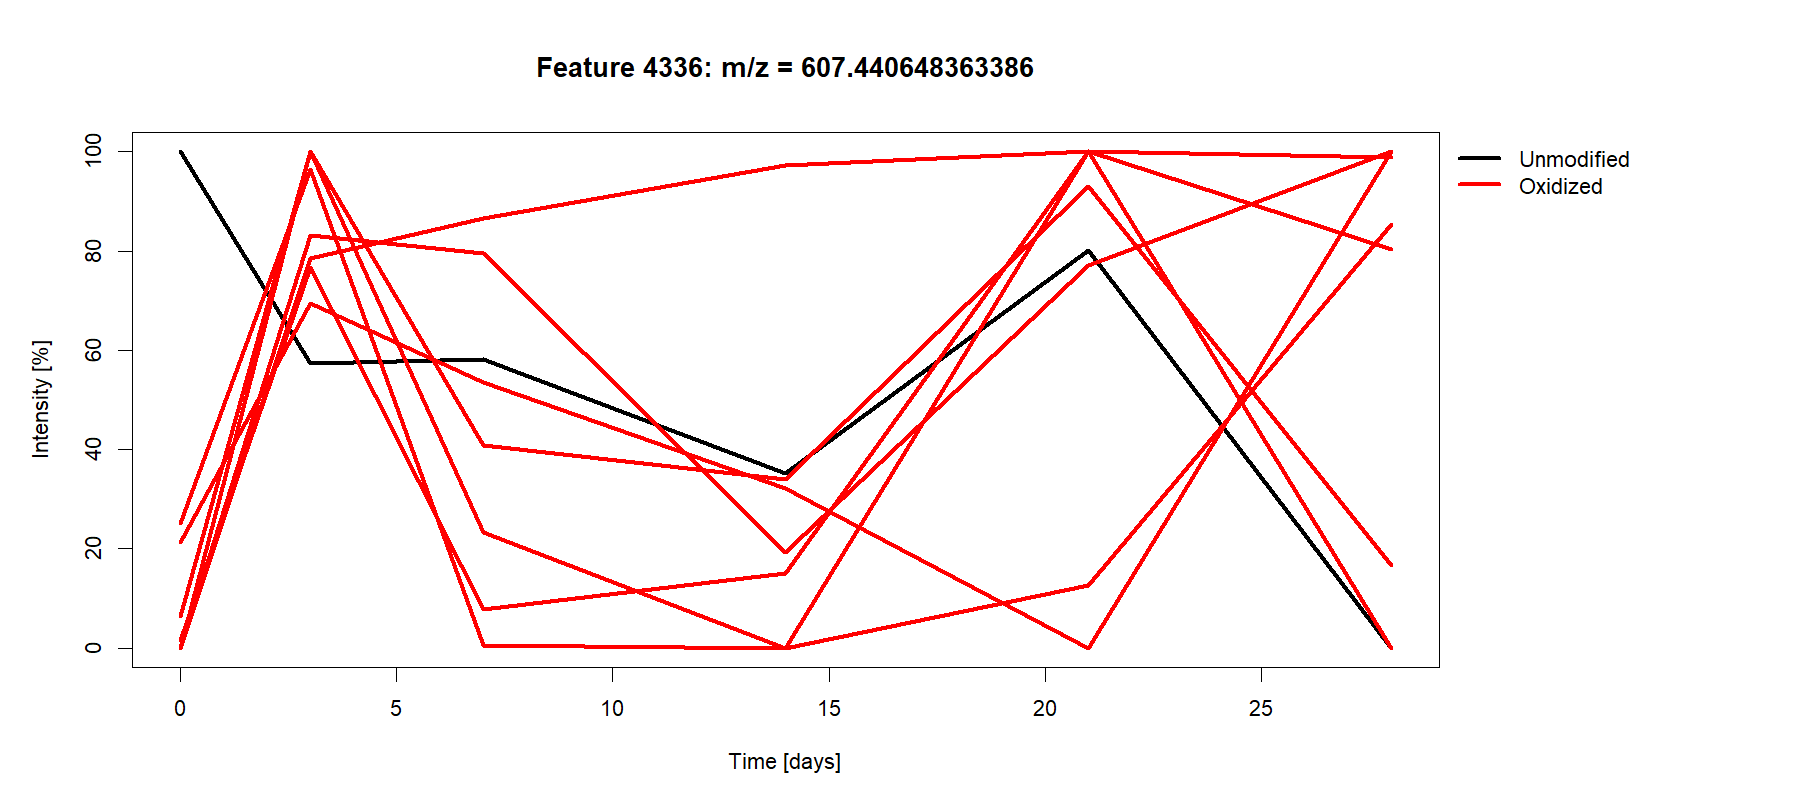 Feature 4336: m/z = 607.440648363386
Unmodified
Oxidized
100
80
60
40
20
0
Intensity [%]
0 5 10 15 20 25
Time [days]